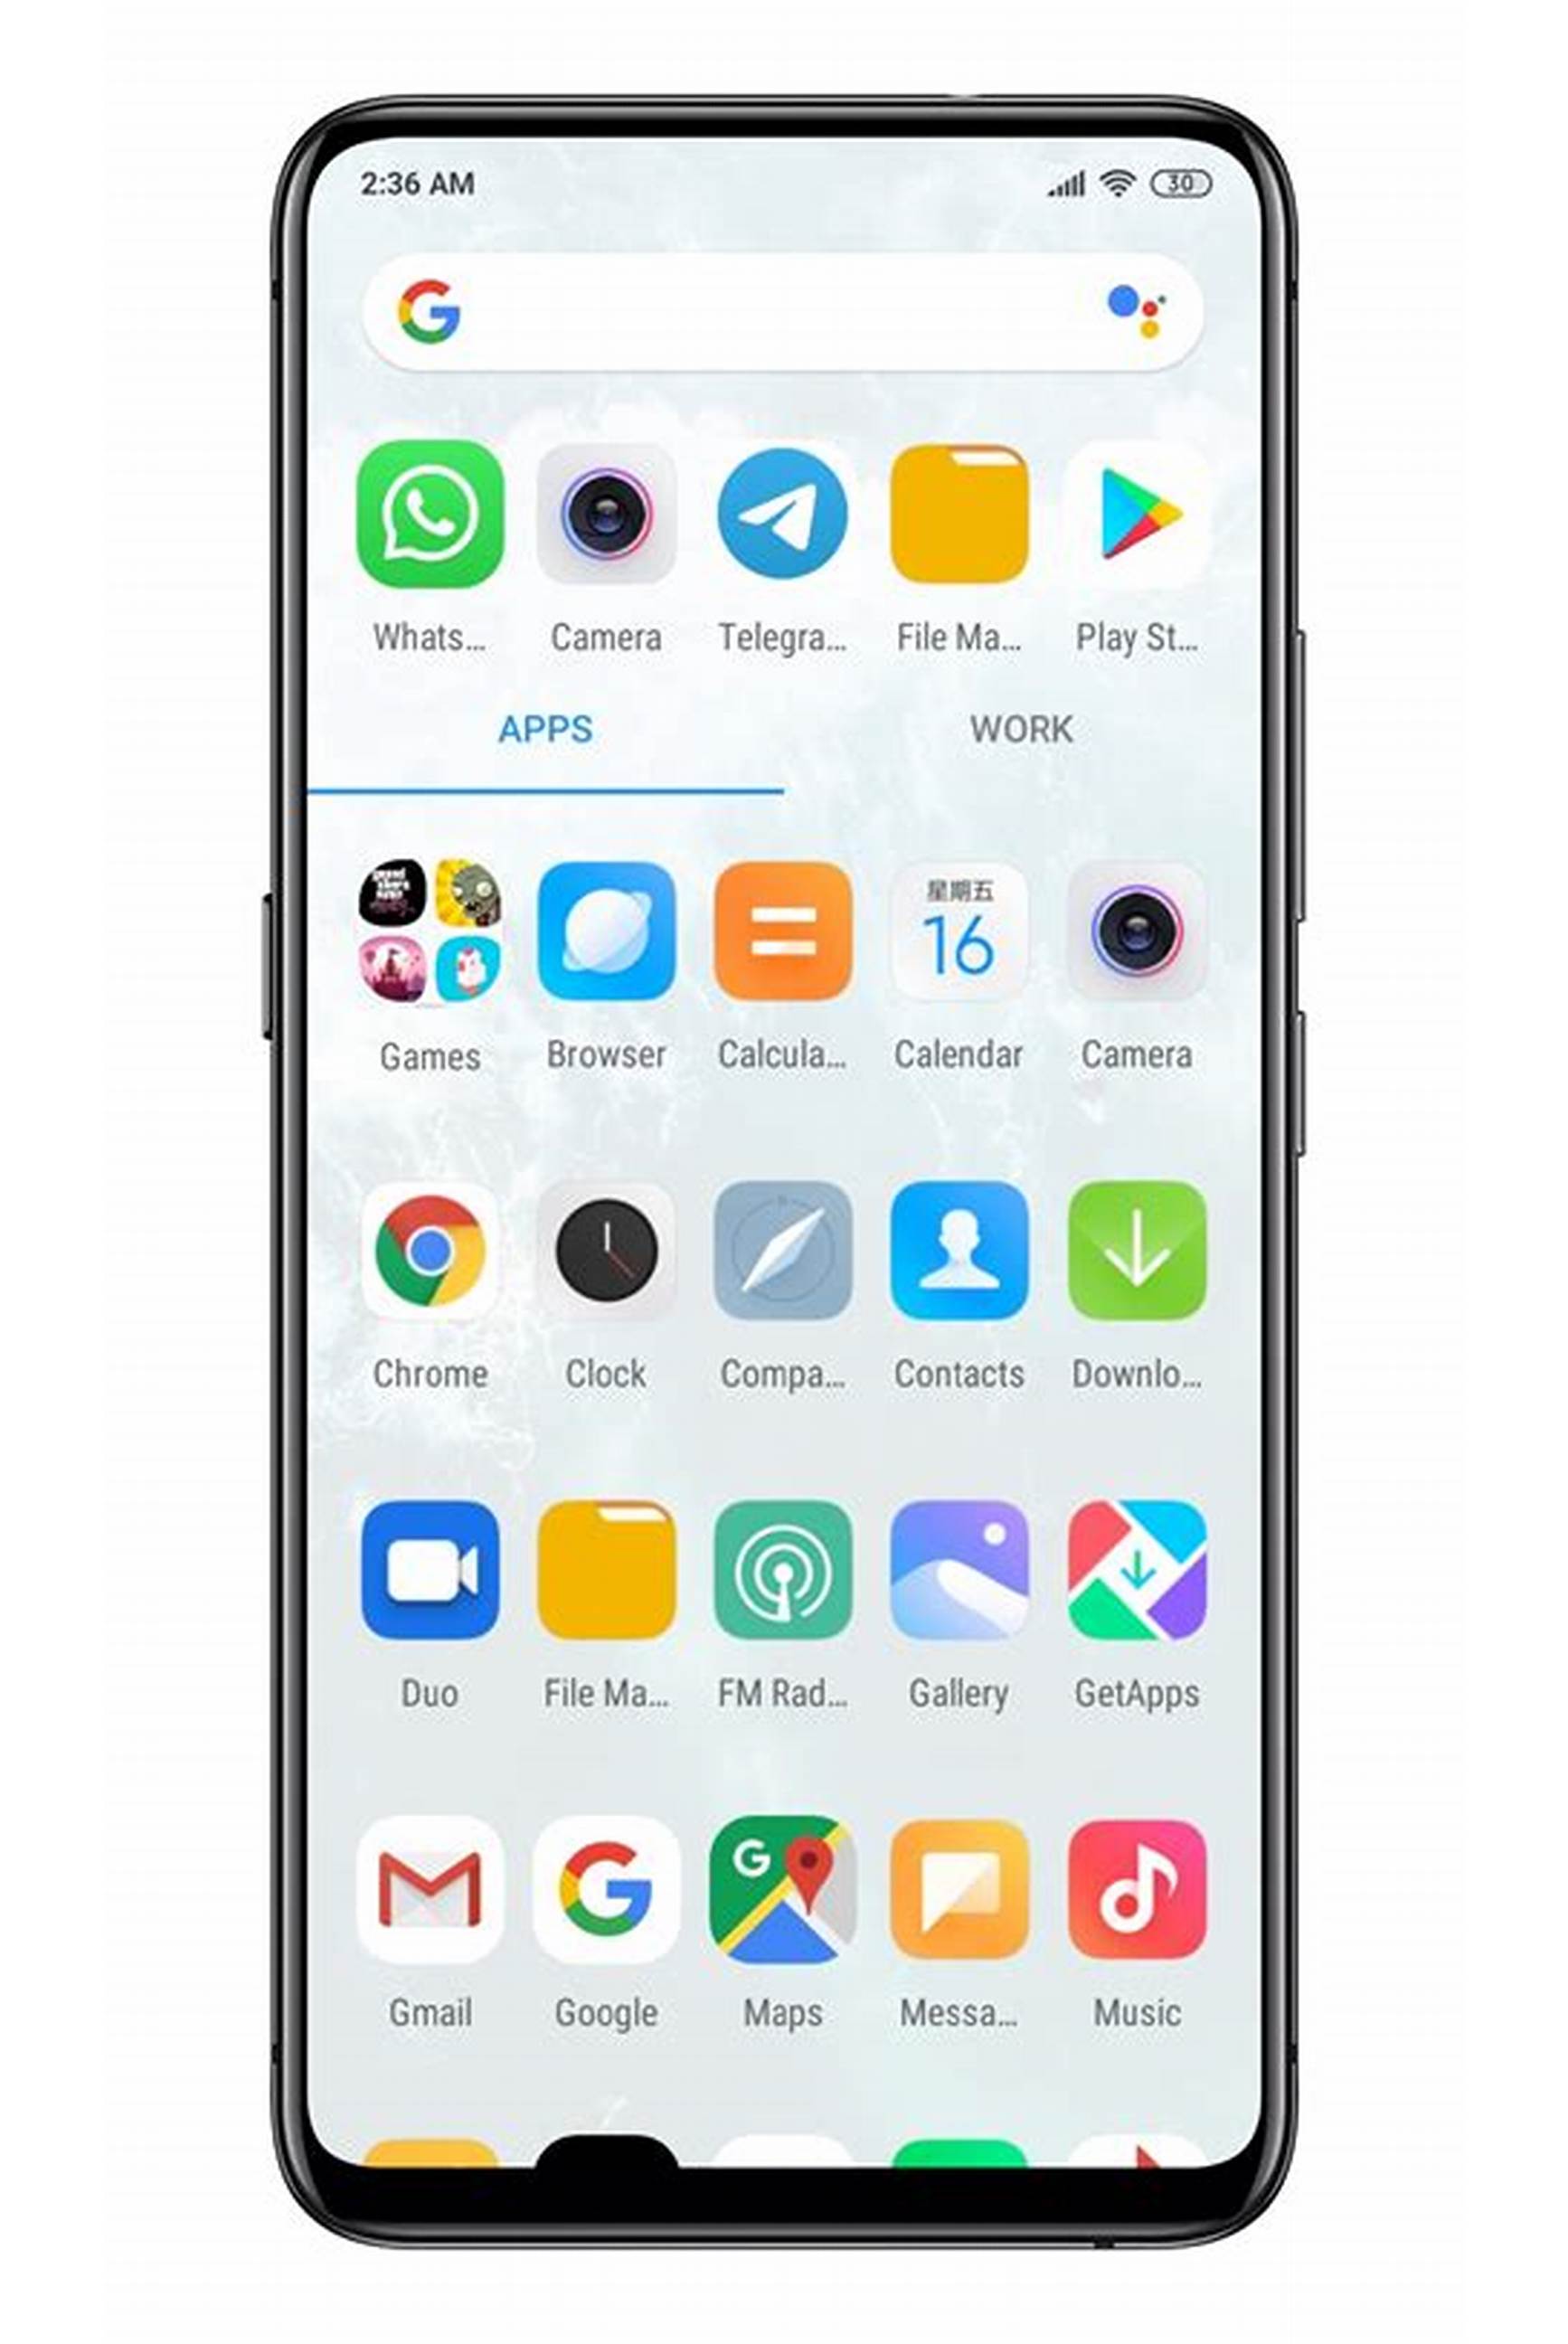 2:36 AM
30
Whats...
Camera
Telegra...
File Ma...
Play St...
APPS
WORK
星期五
16
Games
Browser
Calcula...
Calendar
Camera
Chrome
Clock
Compa...
Contacts
Downlo...
Duo
File Ma...
FM Rad...
Gallery
GetApps
Gmail
Google
Maps
Messa...
Music